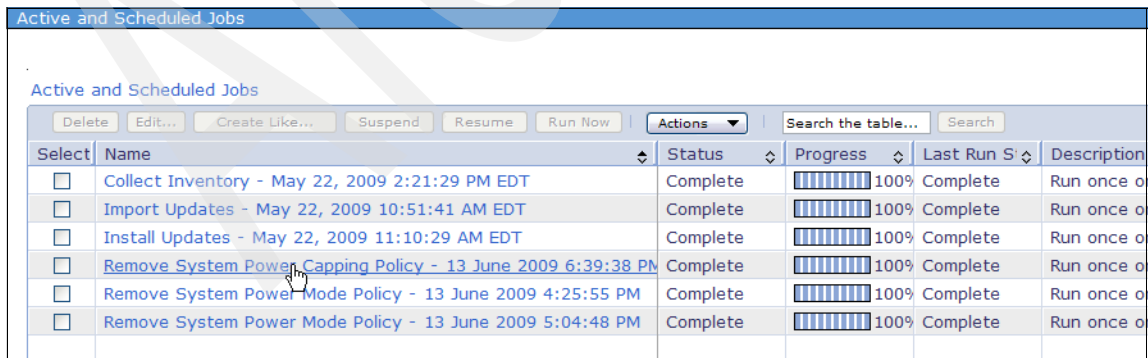 Active and Scheduled Jobs
Active and Scheduled Jobs
Delete Edit... Create Like... Suspend Resume Run Now Actions Search the table... Search
Select Name Status Progress Last Run S Description
Collect Inventory - May 22, 2009 2:21:29 PM EDT Complete 100% Complete Run once o
Import Updates - May 22, 2009 10:51:41 AM EDT Complete 100% Complete Run once o
Install Updates - May 22, 2009 11:10:29 AM EDT Complete 100% Complete Run once o
Remove System Power Capping Policy - 13 June 2009 6:39:38 PM Complete 100% Complete Run once o
Remove System Power Mode Policy - 13 June 2009 4:25:55 PM Complete 100% Complete Run once o
Remove System Power Mode Policy - 13 June 2009 5:04:48 PM Complete 100% Complete Run once o